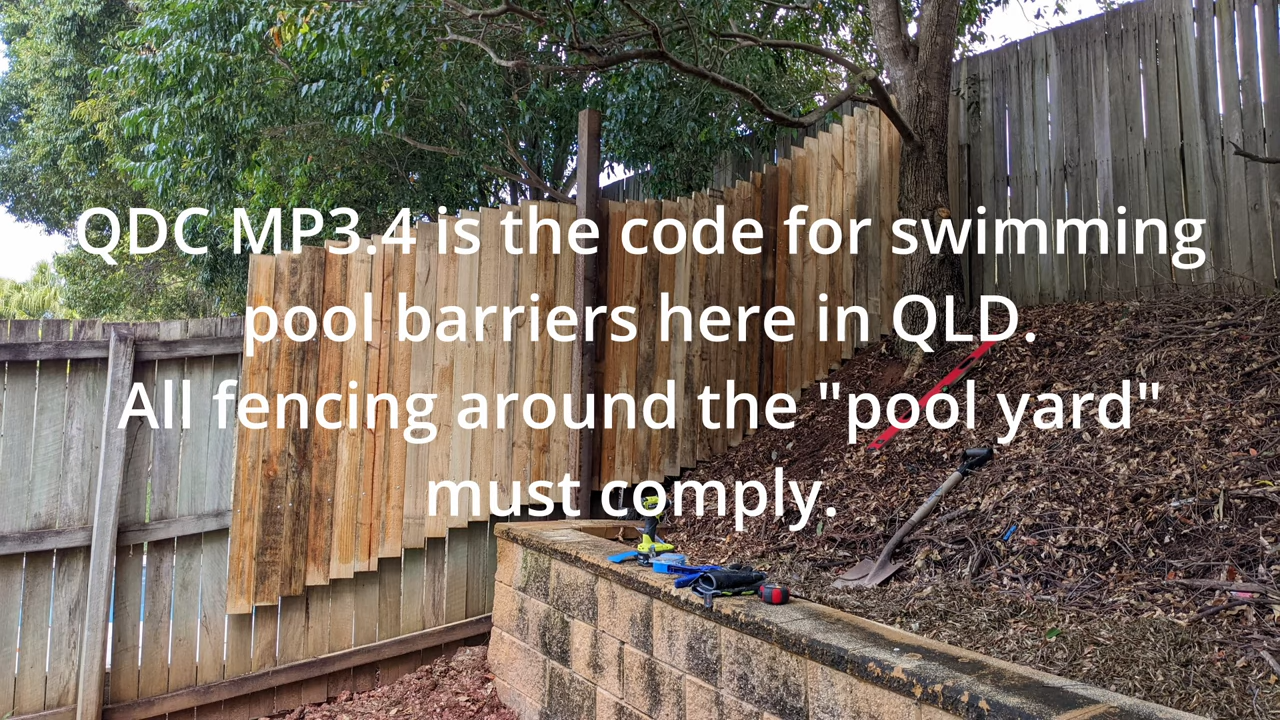 QDC MP3.4 is the code for swimming
pool barriers here in QLD.
All fencing around the "pool yard"
must comply.